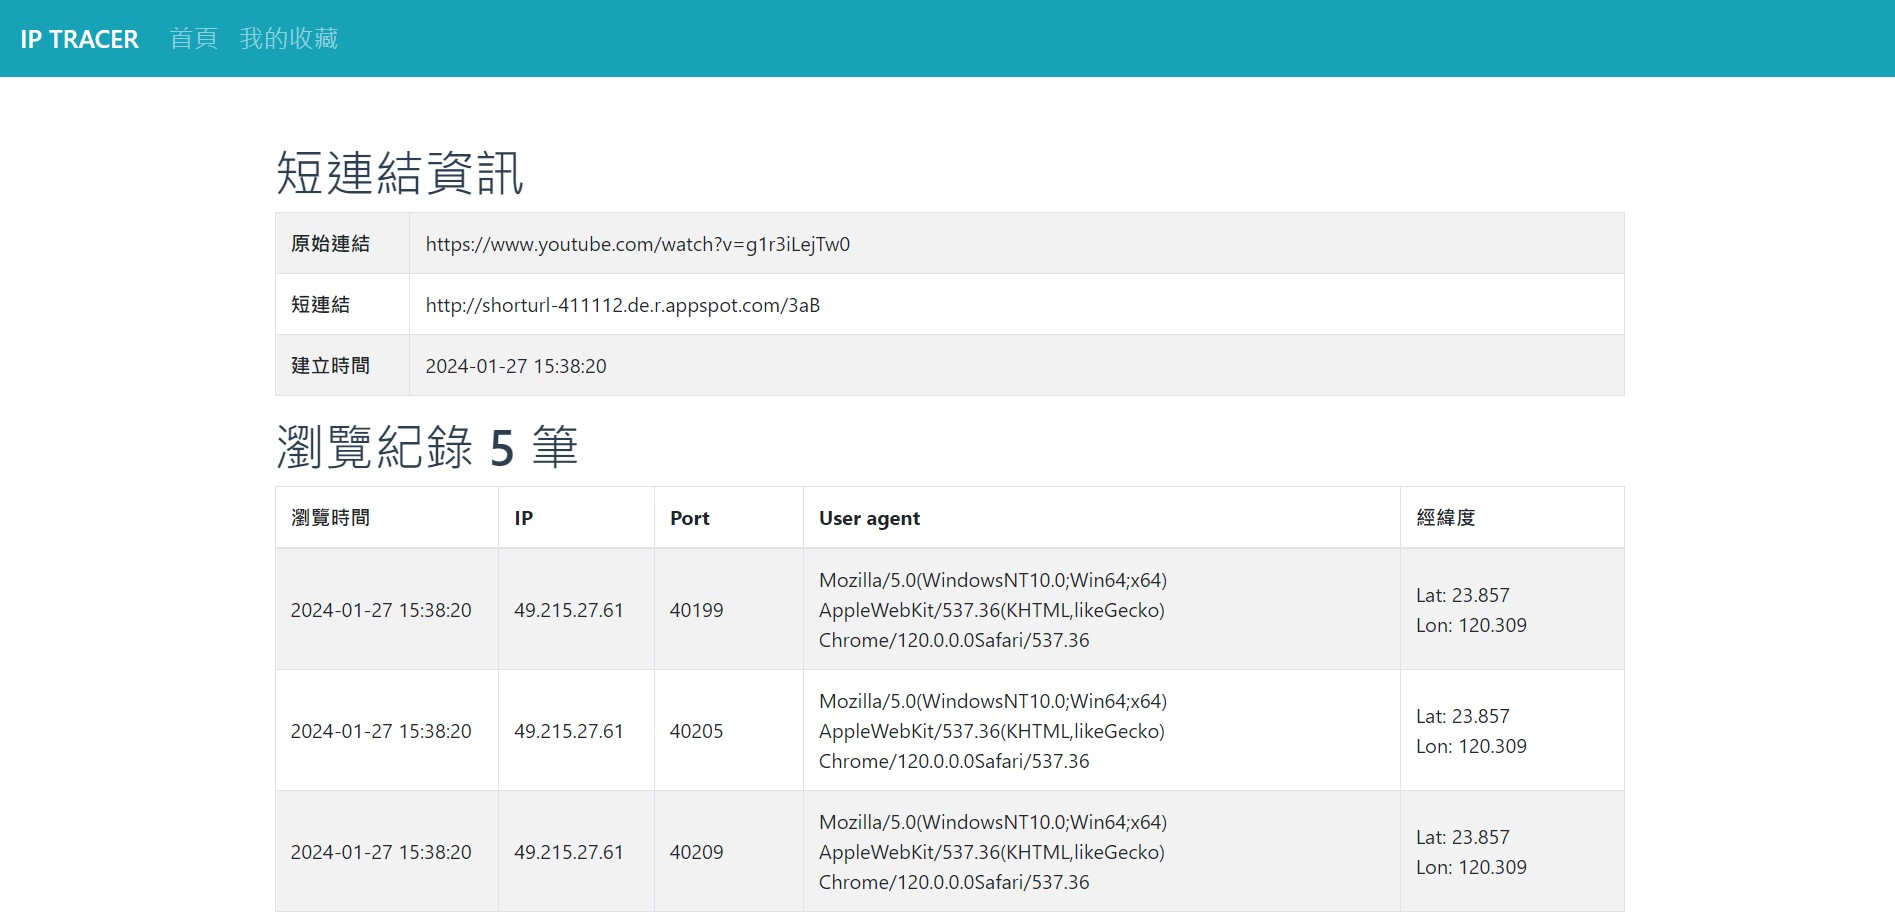 IP TRACER 首頁 我的收藏
短連結資訊
原始連結 https://www.youtube.com/watch?v=g1r3iLejTw0
短連結 http://shorturl-411112.de.r.appspot.com/3aB
建立時間 2024-01-27 15:38:20
瀏覽紀錄 5 筆
瀏覽時間 IP Port User agent 經緯度
2024-01-27 15:38:20 49.215.27.61 40199
Mozilla/5.0(WindowsNT10.0;Win64;x64)
AppleWebKit/537.36(KHTML,likeGecko)
Chrome/120.0.0.0Safari/537.36
Lat: 23.857
Lon: 120.309
2024-01-27 15:38:20 49.215.27.61 40205
Mozilla/5.0(WindowsNT10.0;Win64;x64)
AppleWebKit/537.36(KHTML,likeGecko)
Chrome/120.0.0.0Safari/537.36
Lat: 23.857
Lon: 120.309
2024-01-27 15:38:20 49.215.27.61 40209
Mozilla/5.0(WindowsNT10.0;Win64;x64)
AppleWebKit/537.36(KHTML,likeGecko)
Chrome/120.0.0.0Safari/537.36
Lat: 23.857
Lon: 120.309